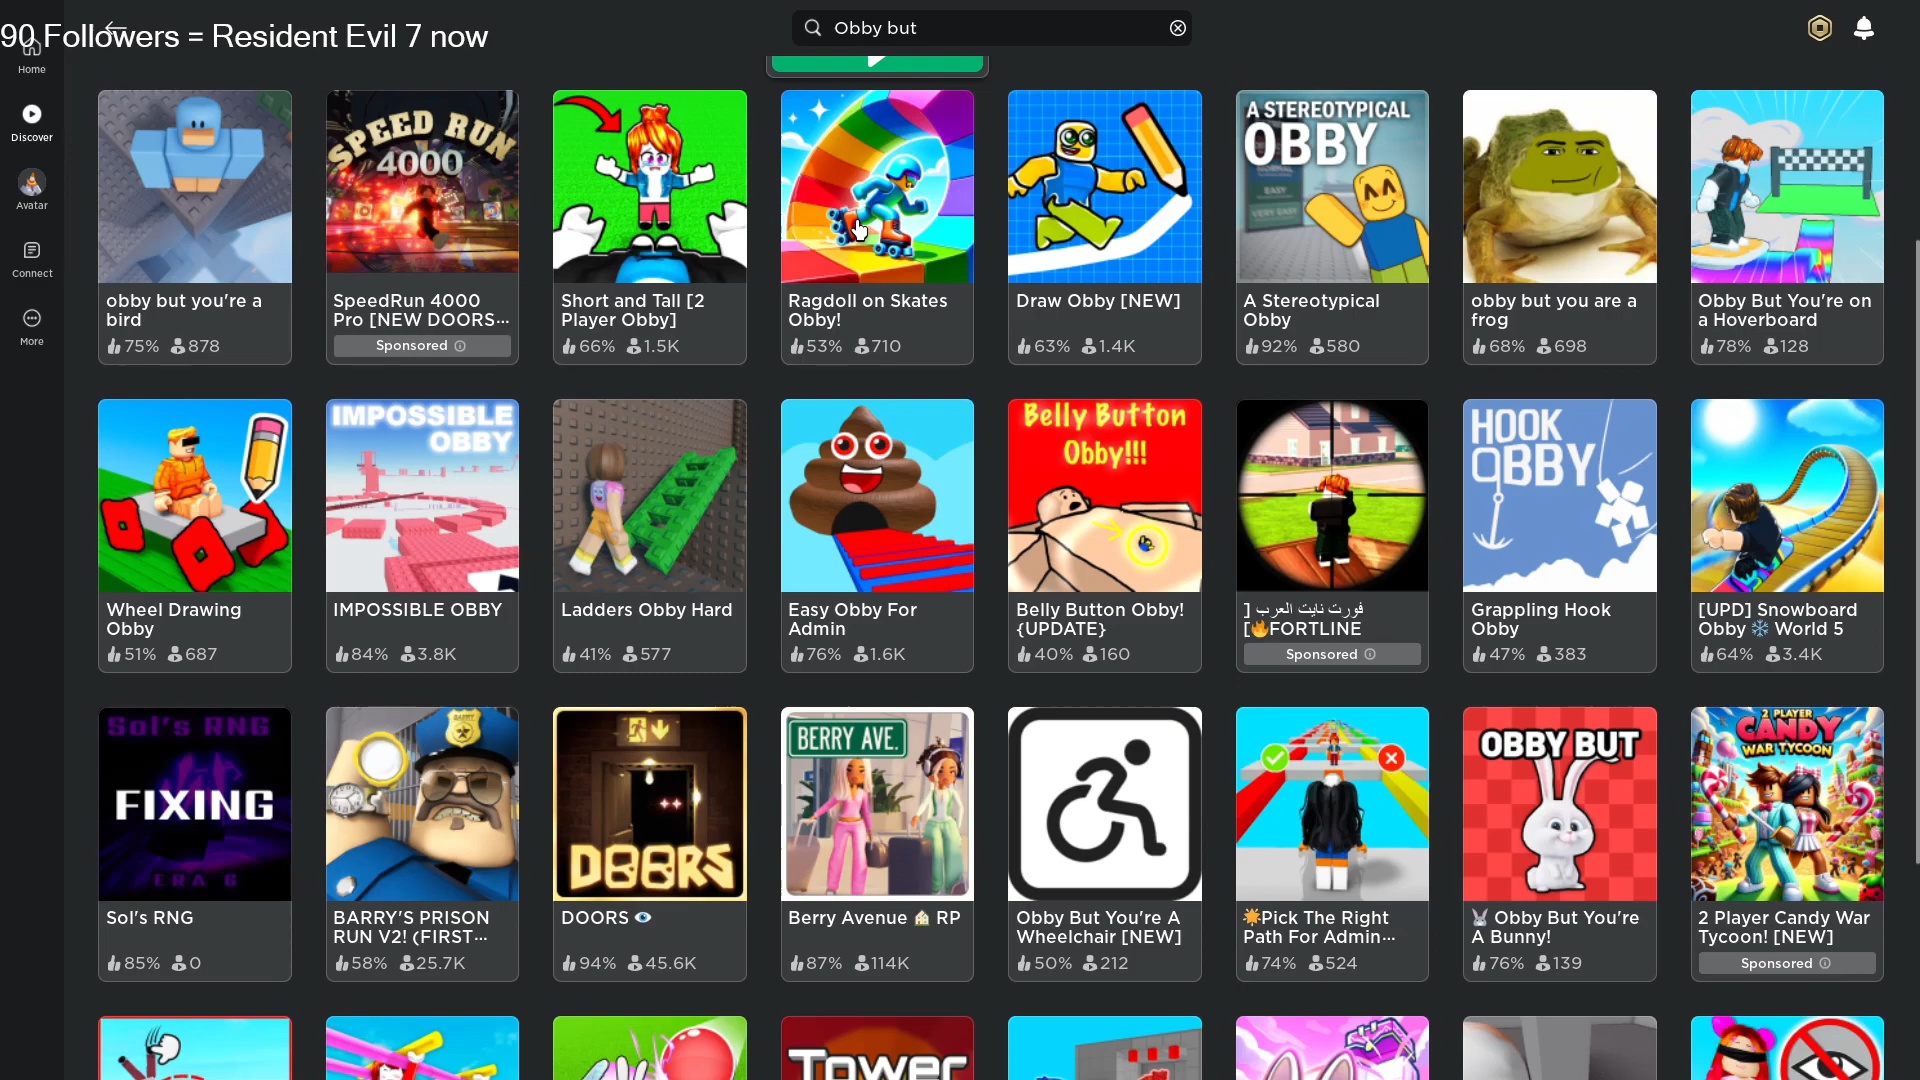 90 Followers = Resident Evil 7 now
Obby but
Home
Discover
Avatar
Connect
More
SPEED RUN
4000
A STEREOTYPICAL
OBBY
EASY
VERY EASY
obby but you're a
bird
75% 878
SpeedRun 4000
Pro [NEW DOORS...
Sponsored
Short and Tall [2
Player Obby]
66% 1.5K
Ragdoll on Skates
Obby!
53% 710
Draw Obby [NEW]
63% 1.4K
A Stereotypical
Obby
92% 580
obby but you are a
frog
68% 698
Obby But You're on
a Hoverboard
78% 128
IMPOSSIBLE
OBBY
Belly Button
Obby!!!
HOOK
OBBY
Wheel Drawing
Obby
51% 687
IMPOSSIBLE OBBY
84% 3.8K
Ladders Obby Hard
41% 577
Easy Obby For
Admin
76% 1.6K
Belly Button Obby!
{UPDATE}
40% 160
فورت نايت العرب [
[🔥FORTLINE
Sponsored
Grappling Hook
Obby
47% 383
[UPD] Snowboard
Obby ❄️ World 5
64% 3.4K
Sol's RNG
FIXING
ERA 6
BARRY
DOORS
BERRY AVE.
OBBY BUT
2 PLAYER
CANDY
WAR TYCOON
Sol's RNG
85% 0
BARRY'S PRISON
RUN V2! (FIRST...
58% 25.7K
DOORS 👁️
94% 45.6K
Berry Avenue 🏠 RP
87% 114K
Obby But You're A
Wheelchair [NEW]
50% 212
🌟Pick The Right
Path For Admin...
74% 524
🐰 Obby But You're
A Bunny!
76% 139
2 Player Candy War
Tycoon! [NEW]
Sponsored
Tower